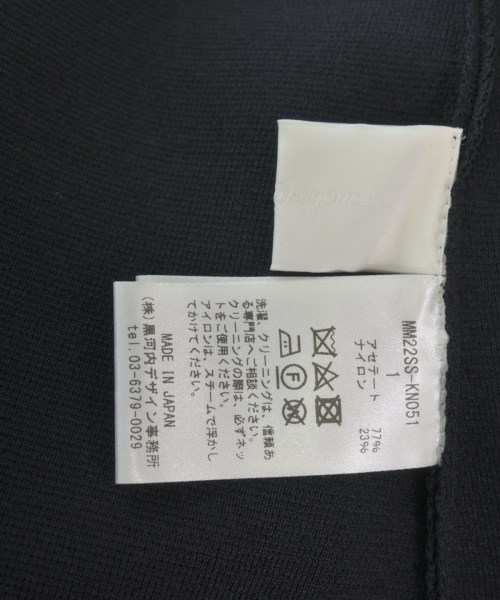 MM22SS-KN051
1
アセテート 77%
ナイロン 23%
洗濯、クリーニングは、信頼あ
る専門店へご相談ください。
クリーニングの際は、必ずネッ
トをご使用ください。
アイロンは、スチームで浮かし
てかけてください。
MADE IN JAPAN
(株)黒河内デザイン事務所
tel.03-6379-0029